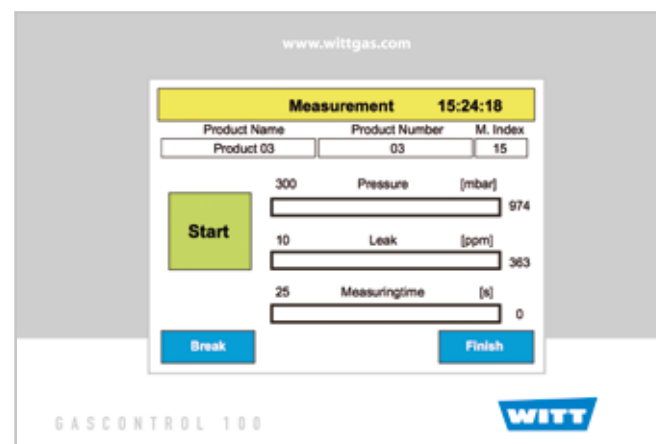 www.wittgas.com
Measurement 15:24:18
Product Name Product Number M. Index
Product 03 03 15
300 Pressure [mbar]
974
Start
10 Leak [ppm]
363
25 Measuringtime [s]
0
Break Finish
GASCONTROL 100 WITT